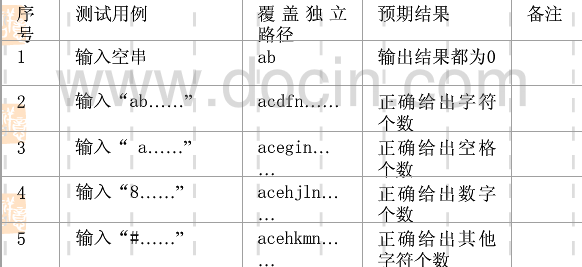 序号 测试用例 覆盖独立路径 预期结果 备注
1 输入空串 ab 输出结果都为0
2 输入“ab……” acdfn…… 正确给出字符个数
3 输入“ a……” acegin…… 正确给出空格个数
4 输入“8……” acehjln…… 正确给出数字个数
5 输入“#……” acehkmn…… 正确给出其他字符个数
www.docin.com